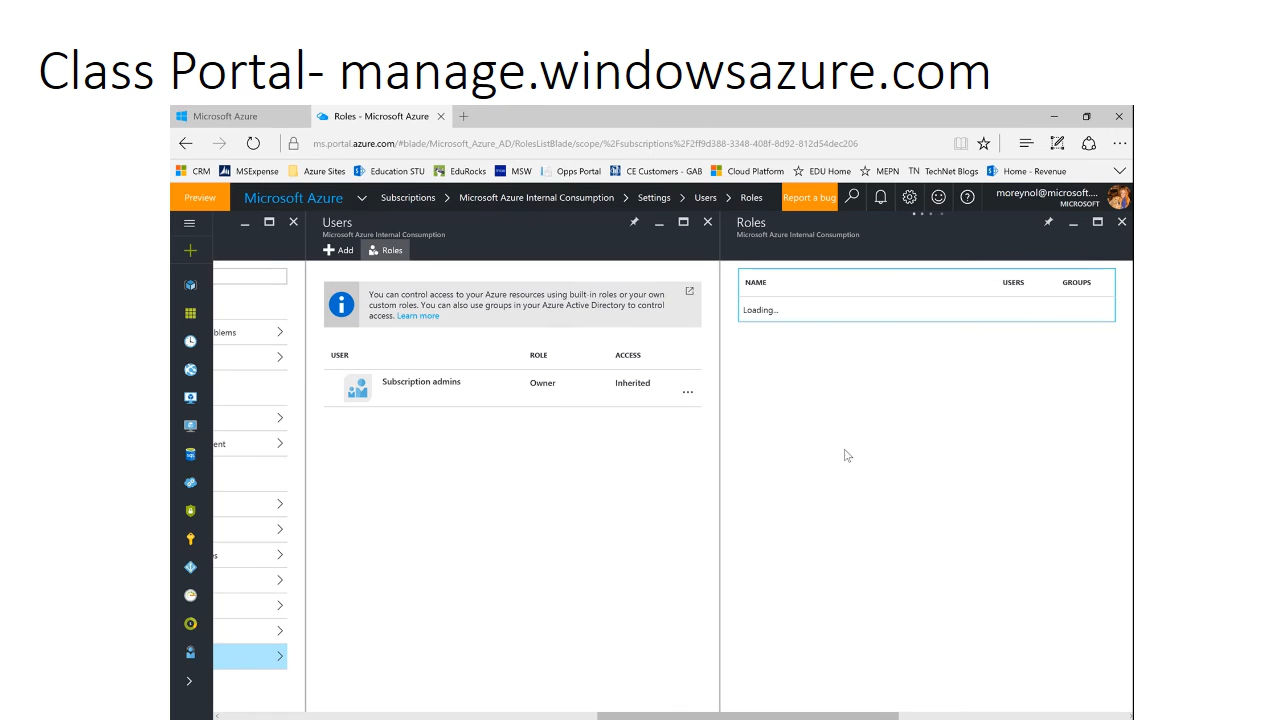 Class Portal- manage.windowsazure.com
Microsoft Azure
Roles - Microsoft Azure
ms.portal.azure.com/#blade/Microsoft_Azure_AD/RolesListBlade/scope/%2Fsubscriptions%2F2ff9d388-3348-408f-8d92-812d54dec206
CRM MSExpense Azure Sites Education STU EduRocks MSW Opps Portal CE Customers - GAB Cloud Platform EDU Home MEPN TN TechNet Blogs Home - Revenue
Preview Microsoft Azure Subscriptions Microsoft Azure Internal Consumption Settings Users Roles Report a bug moreynol@microsoft....
MICROSOFT
Users
Microsoft Azure Internal Consumption
Add Roles
You can control access to your Azure resources using built-in roles or your own
custom roles. You can also use groups in your Azure Active Directory to control
access. Learn more
USER ROLE ACCESS
Subscription admins Owner Inherited
...
Roles
Microsoft Azure Internal Consumption
NAME USERS GROUPS
Loading...
blems
ent
es